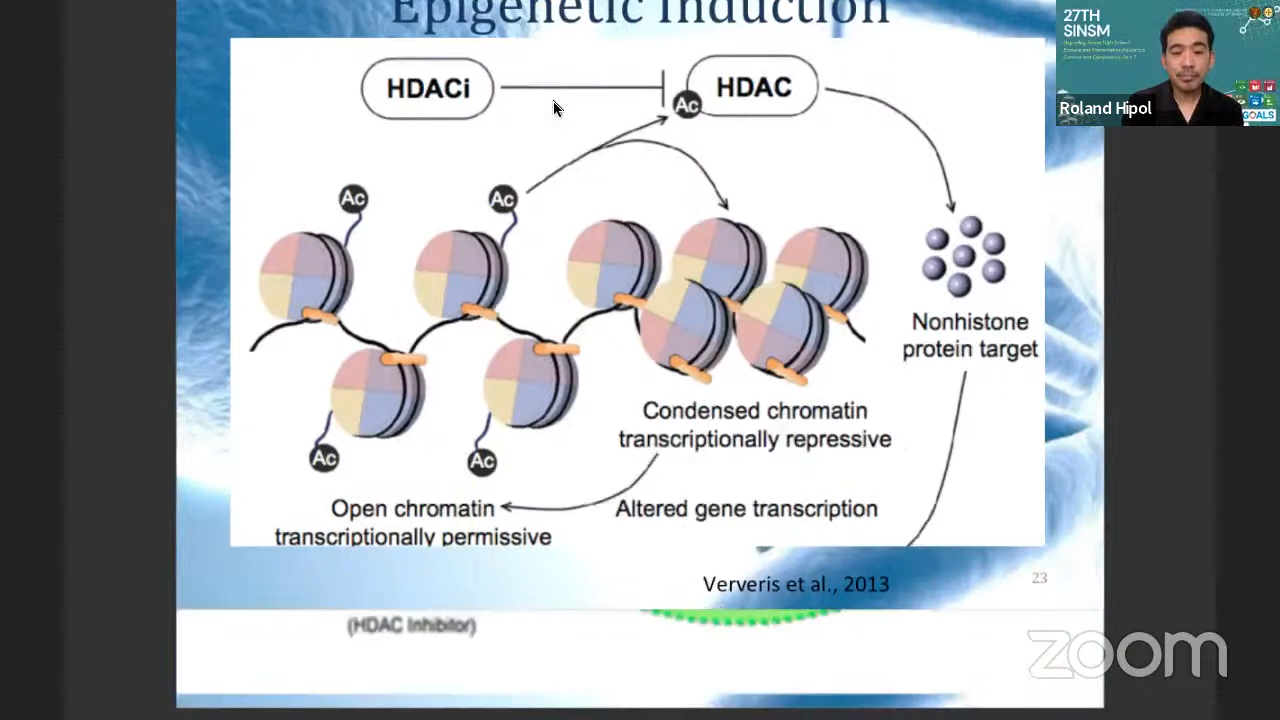 Epigenetic Induction
HDACi
HDAC
Ac
Ac
Ac
Nonhistone
protein target
Condensed chromatin
transcriptionally repressive
Ac
Ac
Open chromatin
transcriptionally permissive
Altered gene transcription
Ververis et al., 2013
23
(HDAC Inhibitor)
zoom
27TH
SINSM
Roland Hipol
GOALS